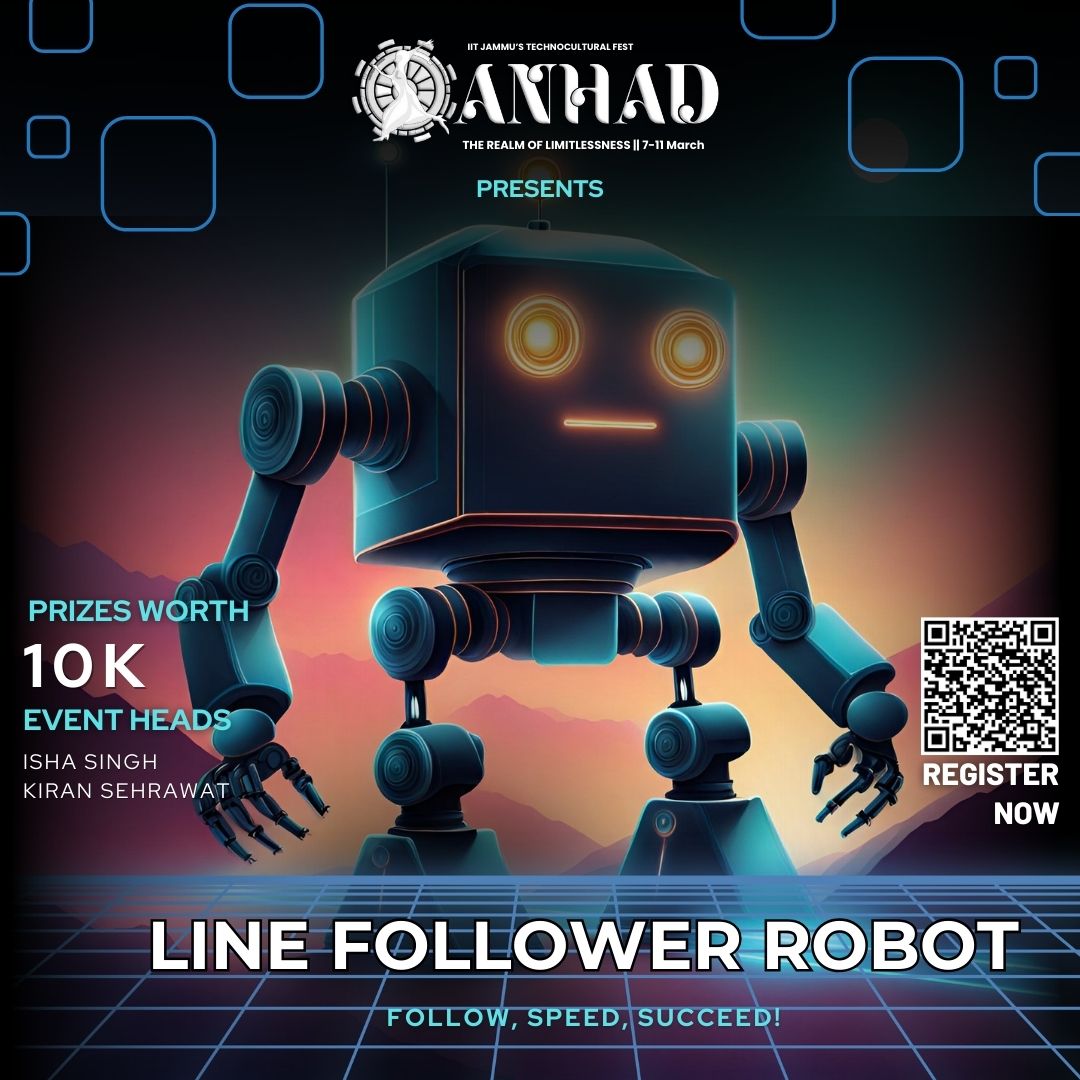 IIT JAMMU'S TECHNOCULTURAL FEST
ANHAD
THE REALM OF LIMITLESSNESS || 7-11 March
PRESENTS
PRIZES WORTH
10K
EVENT HEADS
ISHA SINGH
KIRAN SEHRAWAT
REGISTER
NOW
LINE FOLLOWER ROBOT
FOLLOW, SPEED, SUCCEED!